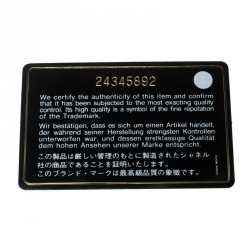 24345892
We certify the authenticity of this item and confirm
that it has been subjected to the most exacting quality
control. Its high quality is a symbol of the fine reputation
of the Trademark.
Wir bestätigen, dass es sich um einen Artikel handelt,
der während seiner Herstellung strengsten Kontrollen
unterworfen war, und dessen erstklassige Qualität
dem hohen Ansehen unserer Marke entspricht.
この製品は厳しい管理のもとに製造されたシャネル
社の商品であることを証明いたします。
このブランド・マークは最高級品質の象徴です。